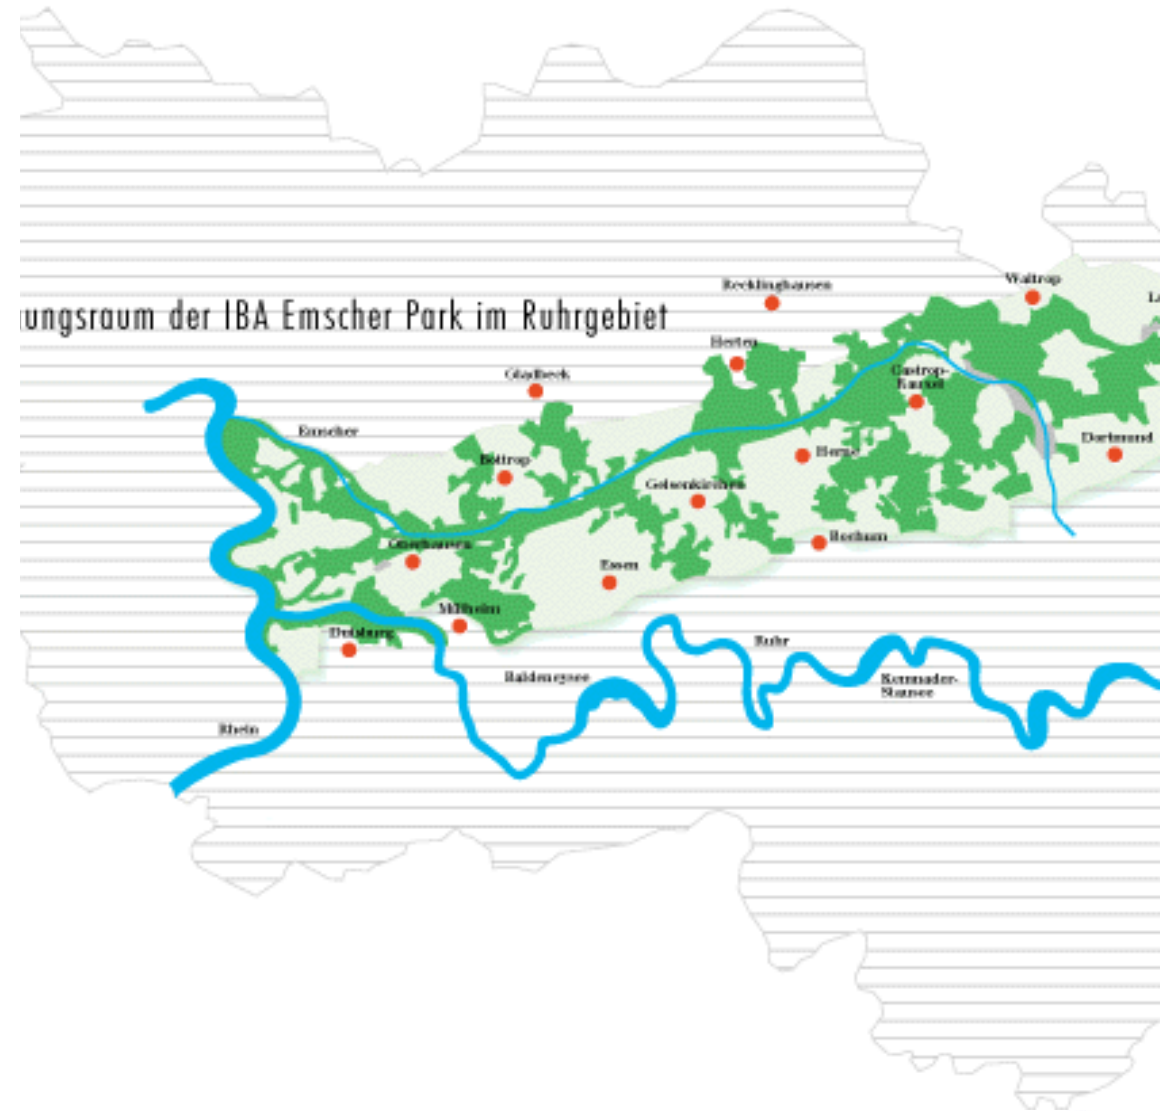 ungsraum der IBA Emscher Park im Ruhrgebiet
Recklinghausen
Waltrop
Herten
Gladbeck
Castrop-
Rauxel
Emscher
Dortmund
Bottrop
Herne
Gelsenkirchen
Bochum
Oberhausen
Essen
Mülheim
Duisburg
Ruhr
Baldeneysee
Kemnader-
Stausee
Rhein